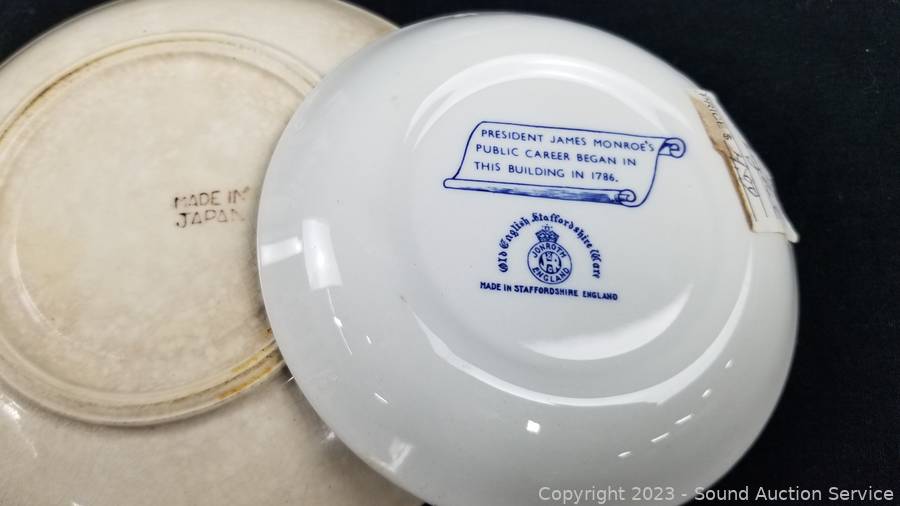 MADE IN
JAPAN
PRESIDENT JAMES MONROE'S
PUBLIC CAREER BEGAN IN
THIS BUILDING IN 1786.
Old English Staffordshire Ware
JONROTH
ENGLAND
MADE IN STAFFORDSHIRE ENGLAND
PRICE $
Copyright © 2023 - Sound Auction Service